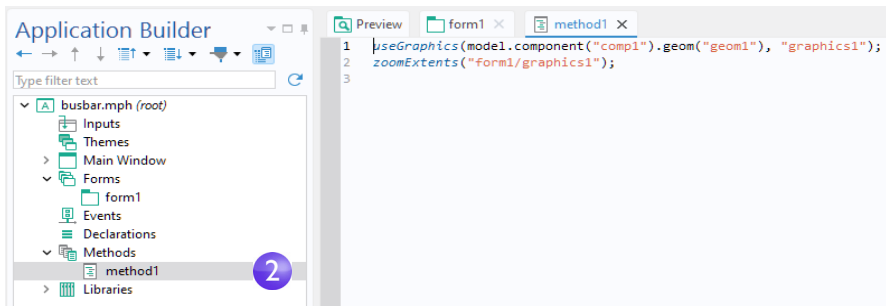 Application Builder
Type filter text
busbar.mph (root)
Inputs
Themes
Main Window
Forms
form1
Events
Declarations
Methods
method1
2
Libraries
Preview form1 method1
1 useGraphics(model.component("comp1").geom("geom1"), "graphics1");
2 zoomExtents("form1/graphics1");
3